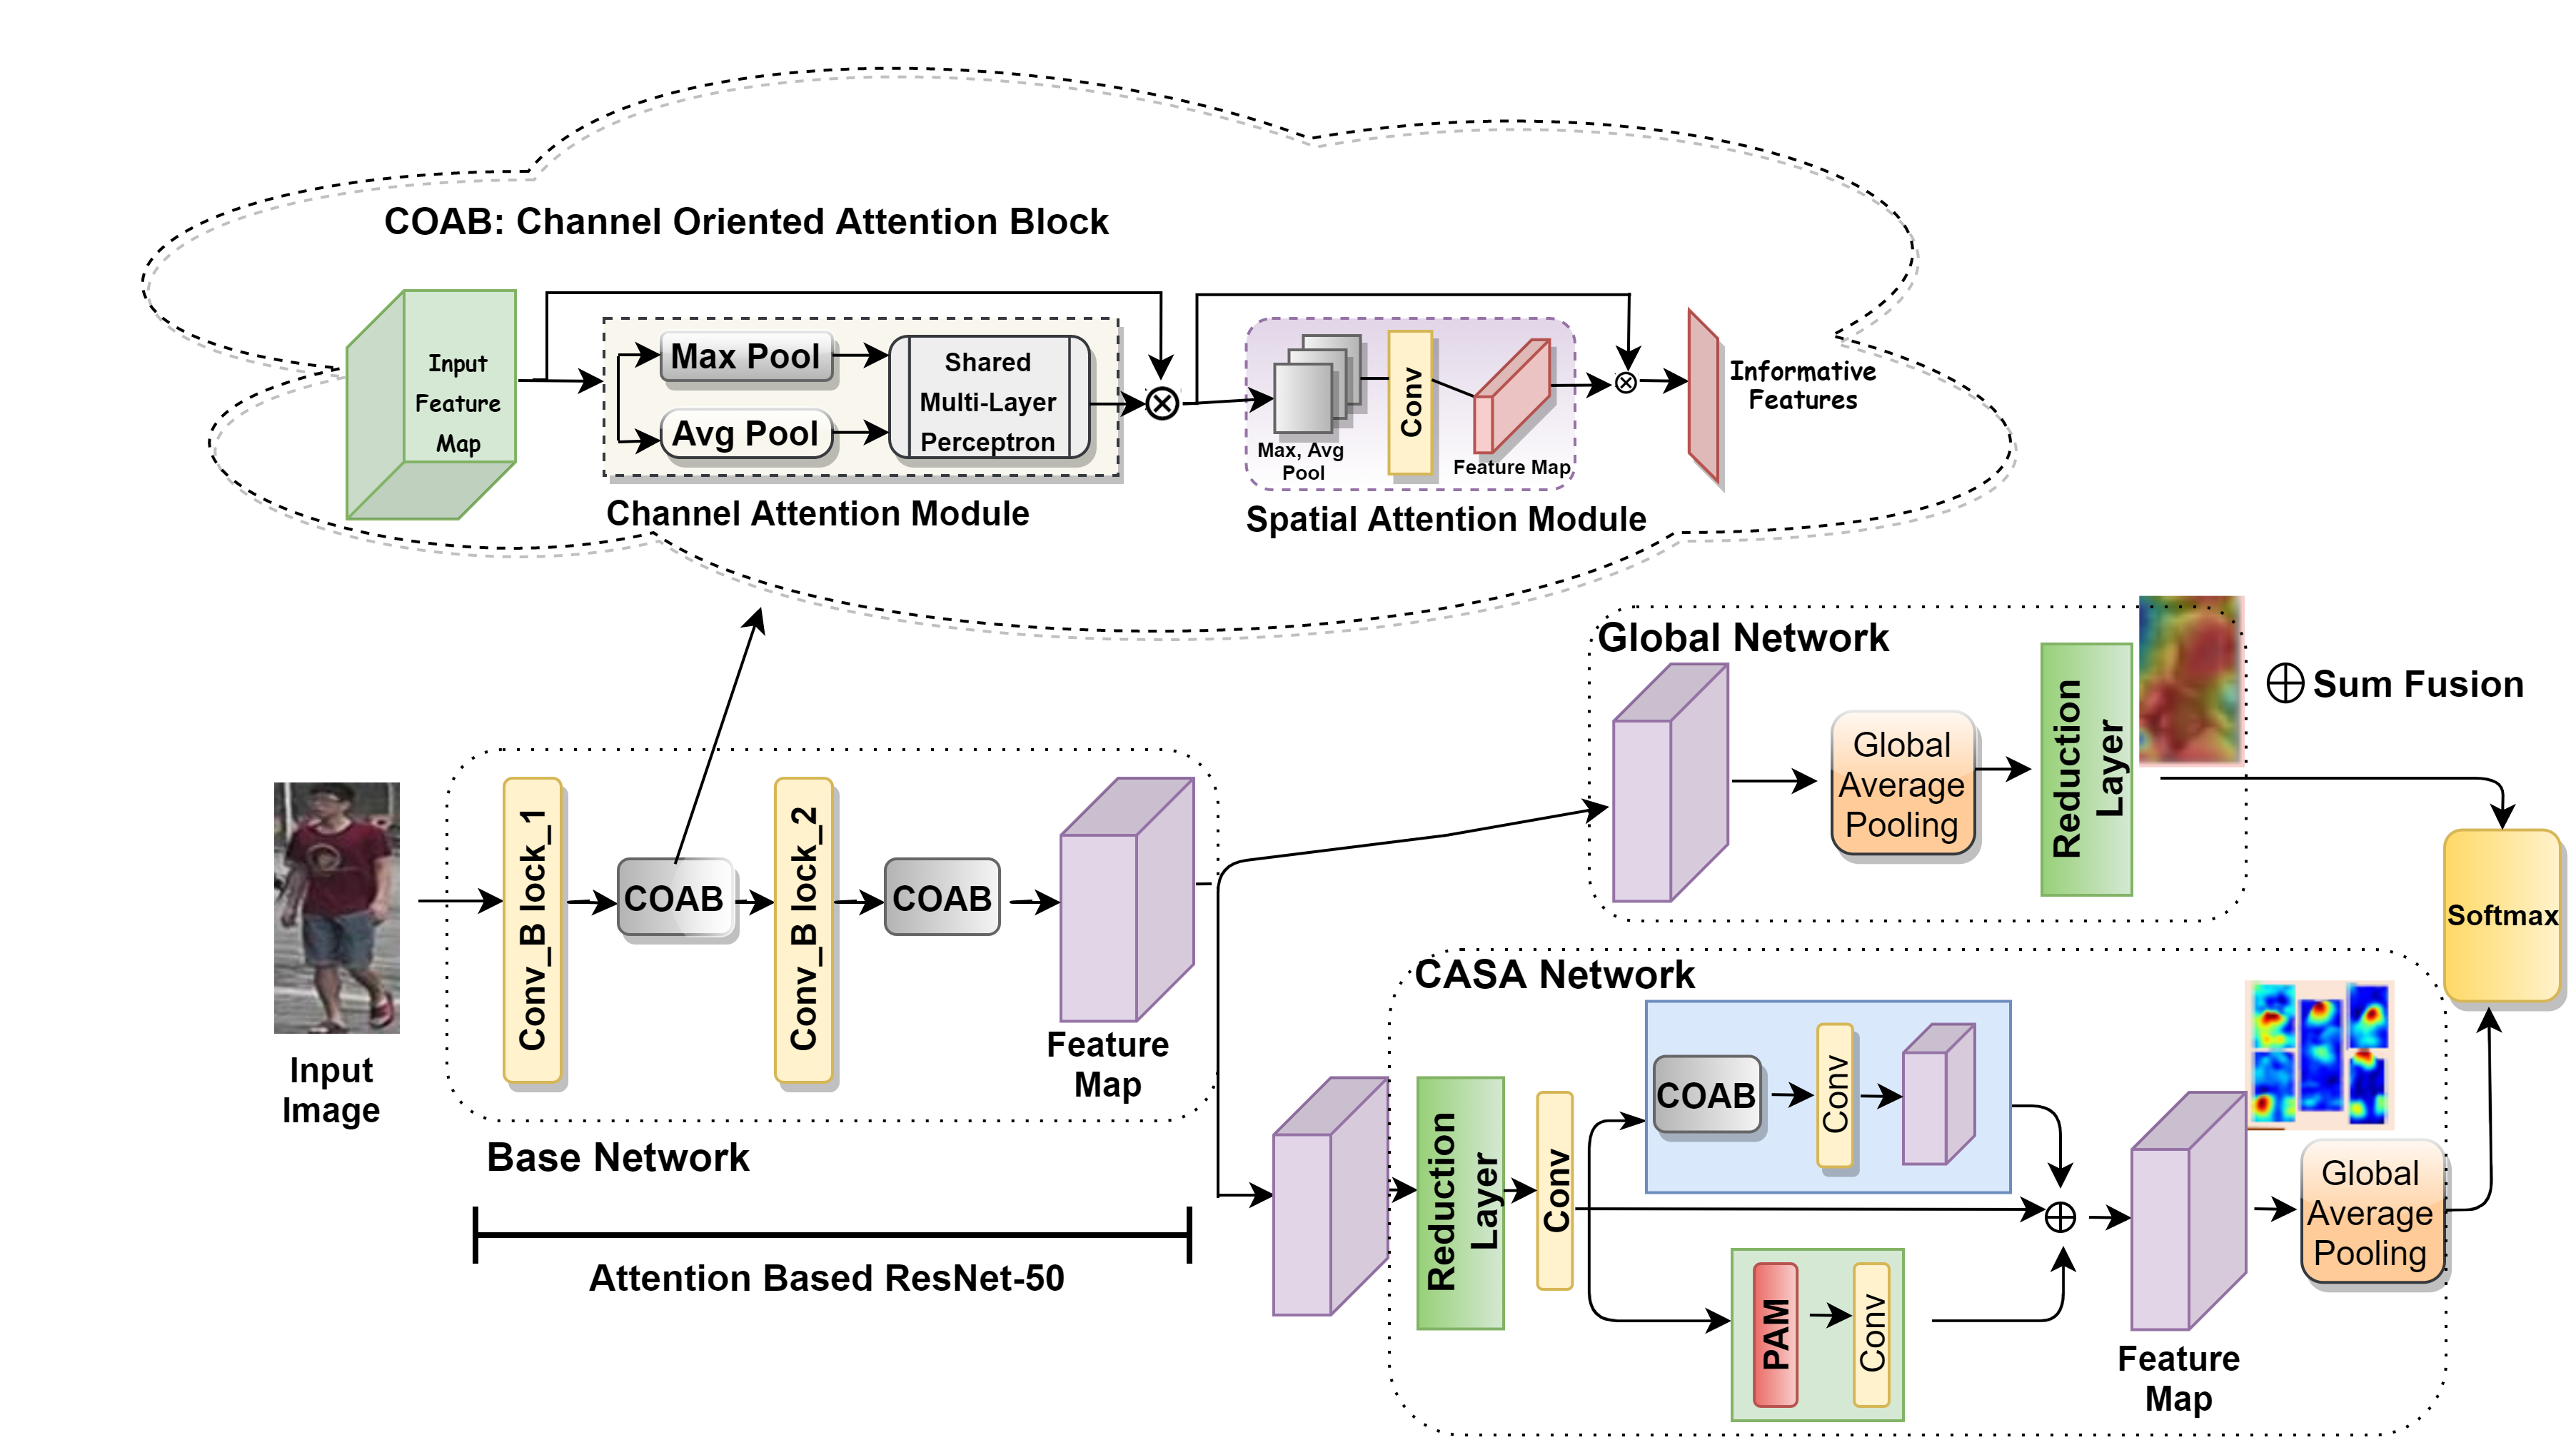 COAB: Channel Oriented Attention Block
Input
Feature
Map
Max Pool
Avg Pool
Shared
Multi-Layer
Perceptron
Channel Attention Module
Max, Avg
Pool
Conv
Feature Map
Spatial Attention Module
Informative
Features
Input
Image
Conv_B lock_1
COAB
Conv_B lock_2
COAB
Feature
Map
Base Network
Attention Based ResNet-50
Global Network
Global
Average
Pooling
Reduction
Layer
Sum Fusion
Softmax
CASA Network
Reduction
Layer
Conv
COAB
Conv
PAM
Conv
Feature
Map
Global
Average
Pooling